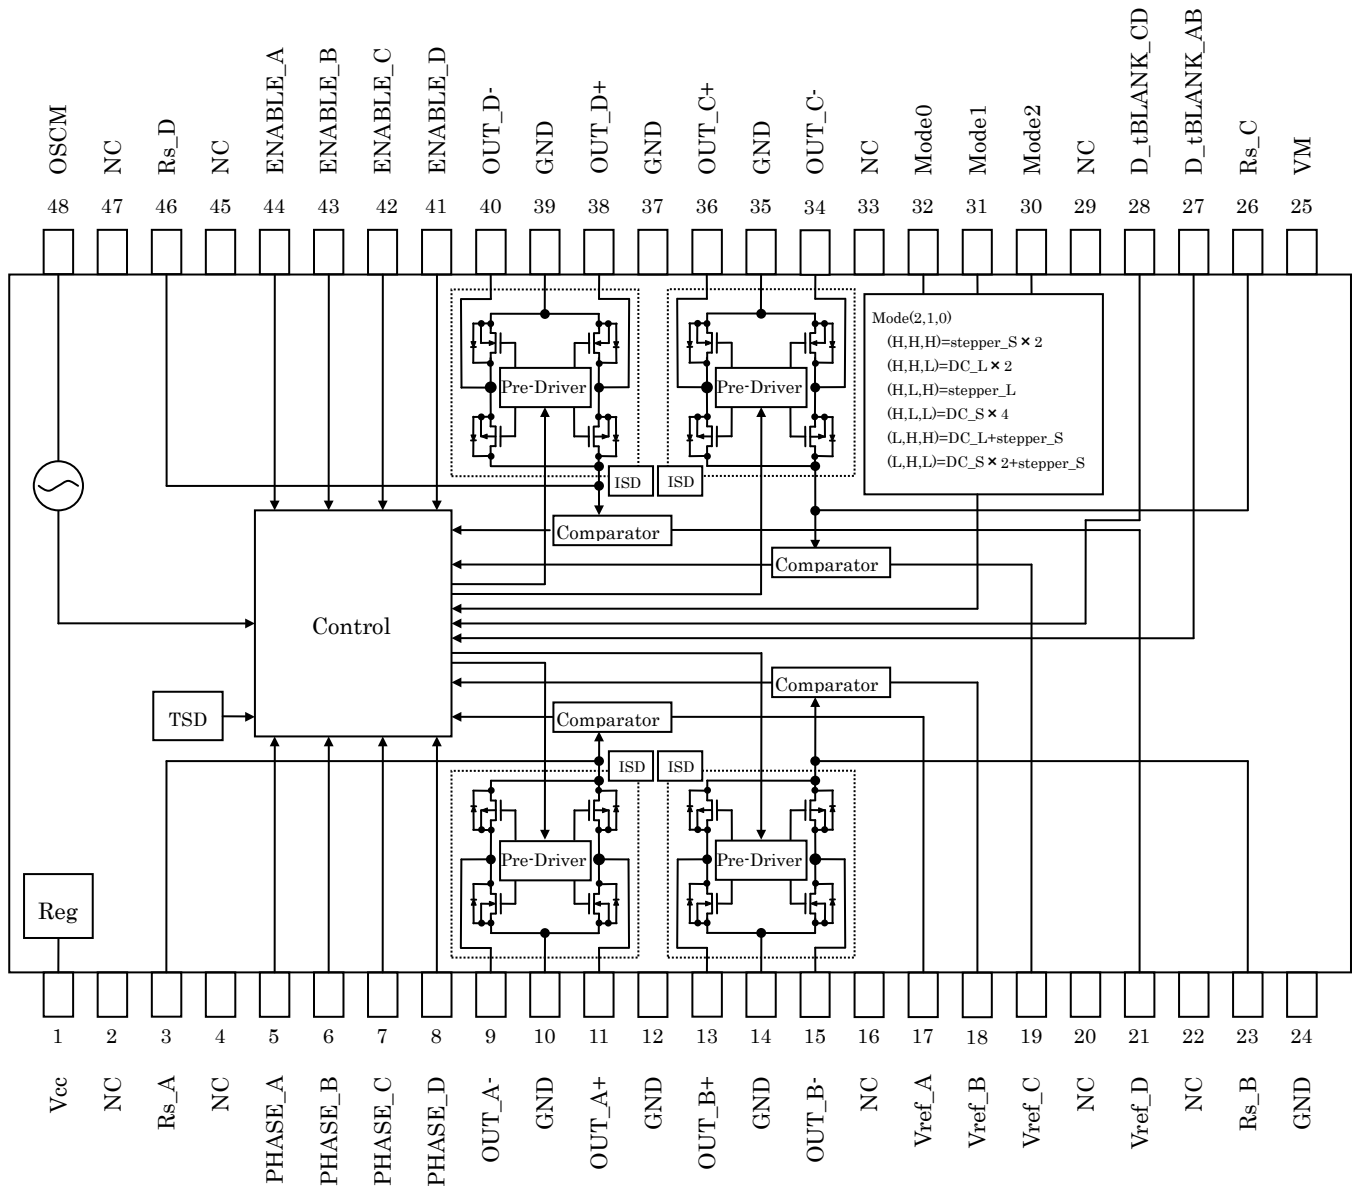 OSCM
NC
Rs_D
NC
ENABLE_A
ENABLE_B
ENABLE_C
ENABLE_D
OUT_D-
GND
OUT_D+
GND
OUT_C+
GND
OUT_C-
NC
Mode0
Mode1
Mode2
NC
D_tBLANK_CD
D_tBLANK_AB
Rs_C
VM
48 47 46 45 44 43 42 41 40 39 38 37 36 35 34 33 32 31 30 29 28 27 26 25
Mode(2,1,0)
(H,H,H)=stepper_S × 2
(H,H,L)=DC_L × 2
(H,L,H)=stepper_L
(H,L,L)=DC_S × 4
(L,H,H)=DC_L+stepper_S
(L,H,L)=DC_S × 2+stepper_S
Pre-Driver
Pre-Driver
ISD
ISD
Comparator
Comparator
Control
Comparator
TSD
Comparator
ISD
ISD
Pre-Driver
Pre-Driver
Reg
1 2 3 4 5 6 7 8 9 10 11 12 13 14 15 16 17 18 19 20 21 22 23 24
Vcc
NC
Rs_A
NC
PHASE_A
PHASE_B
PHASE_C
PHASE_D
OUT_A-
GND
OUT_A+
GND
OUT_B+
GND
OUT_B-
NC
Vref_A
Vref_B
Vref_C
NC
Vref_D
NC
Rs_B
GND